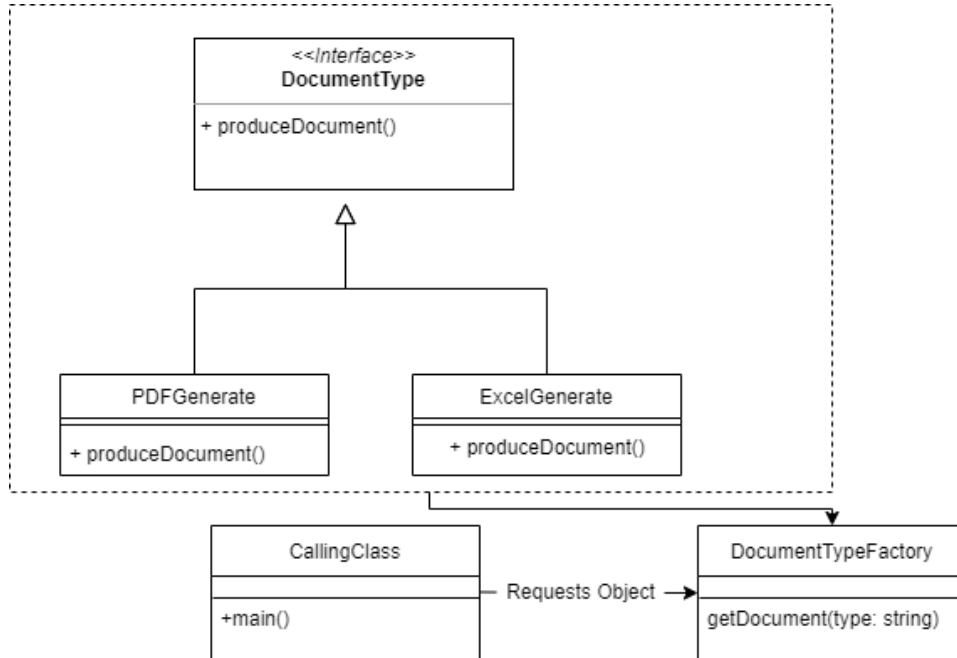 <<Interface>>
DocumentType
+ produceDocument()
PDFGenerate
+ produceDocument()
ExcelGenerate
+ produceDocument()
CallingClass
+main()
Requests Object
DocumentTypeFactory
getDocument(type: string)